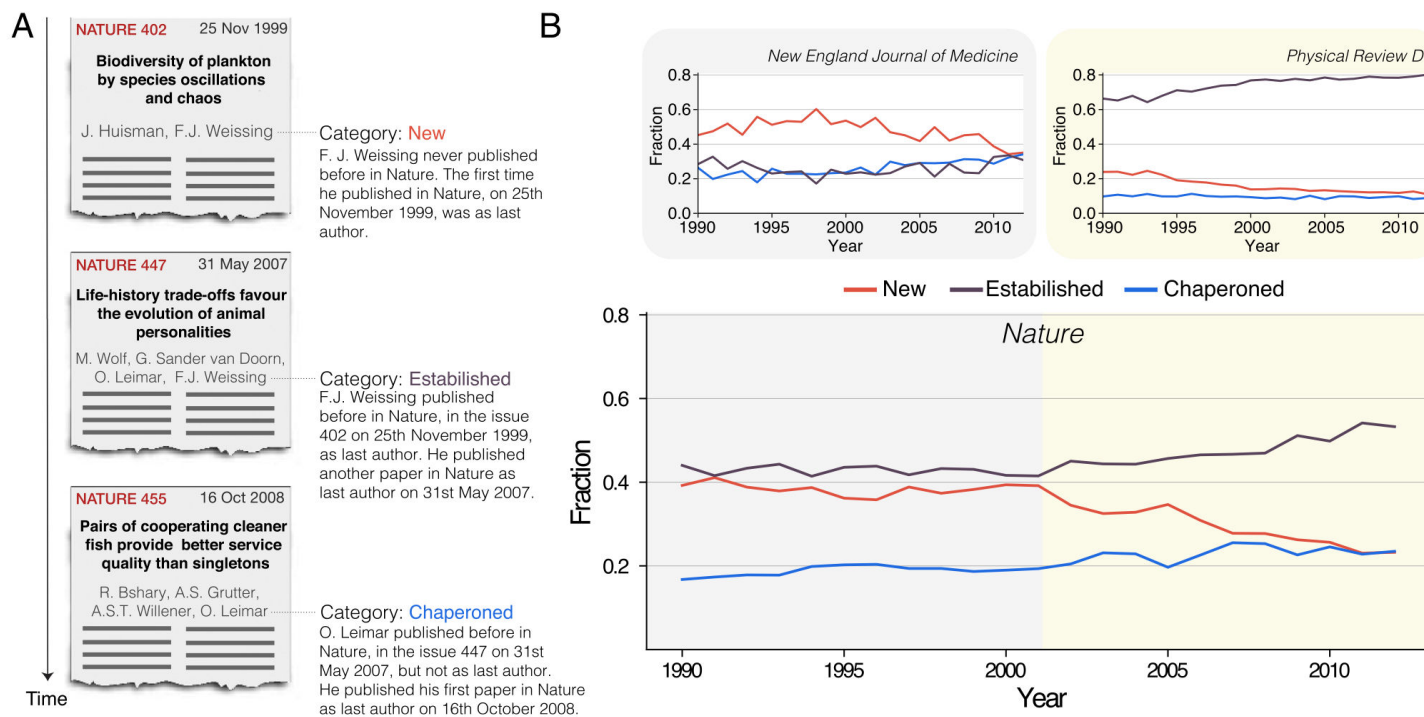 A
NATURE 402 25 Nov 1999
Biodiversity of plankton
by species oscillations
and chaos
J. Huisman, F.J. Weissing
Category: New
F. J. Weissing never published
before in Nature. The first time
he published in Nature, on 25th
November 1999, was as last
author.
NATURE 447 31 May 2007
Life-history trade-offs favour
the evolution of animal
personalities
M. Wolf, G. Sander van Doorn,
O. Leimar, F.J. Weissing
Category: Estabilished
F.J. Weissing published
before in Nature, in the issue
402 on 25th November 1999,
as last author. He published
another paper in Nature as
last author on 31st May 2007.
NATURE 455 16 Oct 2008
Pairs of cooperating cleaner
fish provide better service
quality than singletons
R. Bshary, A.S. Grutter,
A.S.T. Willener, O. Leimar
Category: Chaperoned
O. Leimar published before in
Nature, in the issue 447 on 31st
May 2007, but not as last author.
He published his first paper in Nature
as last author on 16th October 2008.
Time
B
New England Journal of Medicine
0.8
0.6
0.4
0.2
0.0
Fraction
1990 1995 2000 2005 2010
Year
Physical Review D
0.8
0.6
0.4
0.2
0.0
Fraction
1990 1995 2000 2005 2010
Year
New Estabilished Chaperoned
Nature
0.8
0.6
0.4
0.2
Fraction
1990 1995 2000 2005 2010
Year